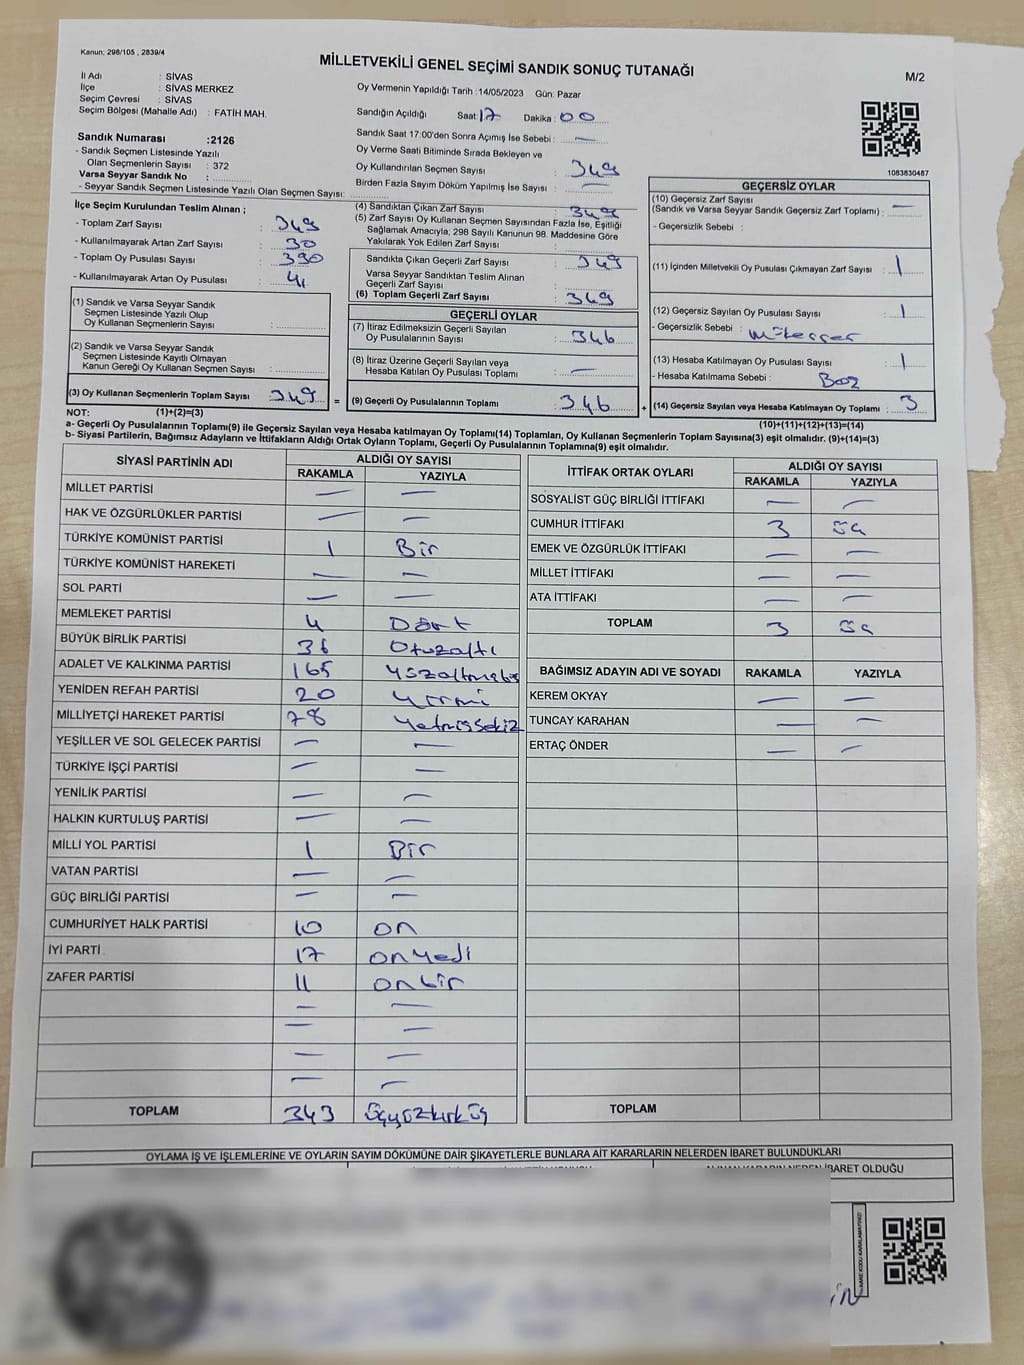 Kanun; 298/105 , 2839/4
MİLLETVEKİLİ GENEL SEÇİMİ SANDIK SONUÇ TUTANAĞI
M/2
İl Adı : SİVAS
İlçe : SİVAS MERKEZ
Seçim Çevresi : SİVAS
Seçim Bölgesi (Mahalle Adı) : FATİH MAH.
Oy Vermenin Yapıldığı Tarih :14/05/2023 Gün: Pazar
Sandığın Açıldığı Saat: 17 Dakika : 00
Sandık Saat 17:00'den Sonra Açımış İse Sebebi : —
Oy Verme Saati Bitiminde Sırada Bekleyen ve
Oy Kullandırılan Seçmen Sayısı : 349
Birden Fazla Sayım Döküm Yapılmış İse Sayısı : —
Sandık Numarası :2126
- Sandık Seçmen Listesinde Yazılı
Olan Seçmenlerin Sayısı : 372
Varsa Seyyar Sandık No :
- Seyyar Sandık Seçmen Listesinde Yazılı Olan Seçmen Sayısı:
1083830487
İlçe Seçim Kurulundan Teslim Alınan ;
- Toplam Zarf Sayısı : 349
- Kullanılmayarak Artan Zarf Sayısı : 30
- Toplam Oy Pusulası Sayısı : 390
- Kullanılmayarak Artan Oy Pusulası : 41
(4) Sandıktan Çıkan Zarf Sayısı : 349
(5) Zarf Sayısı Oy Kullanan Seçmen Sayısından Fazla İse, Eşitliği
Sağlamak Amacıyla; 298 Sayılı Kanunun 98. Maddesine Göre
Yakılarak Yok Edilen Zarf Sayısı :
Sandıkta Çıkan Geçerli Zarf Sayısı : 349
Varsa Seyyar Sandıktan Teslim Alınan
Geçerli Zarf Sayısı :
(6) Toplam Geçerli Zarf Sayısı : 349
GEÇERSİZ OYLAR
(10) Geçersiz Zarf Sayısı
(Sandık ve Varsa Seyyar Sandık Geçersiz Zarf Toplamı) : —
- Geçersizlik Sebebi :
(11) İçinden Milletvekili Oy Pusulası Çıkmayan Zarf Sayısı : 1
(12) Geçersiz Sayılan Oy Pusulası Sayısı : 1
- Geçersizlik Sebebi : mükerrer
(13) Hesaba Katılmayan Oy Pusulası Sayısı : 1
- Hesaba Katılmama Sebebi : Boş
(14) Geçersiz Sayılan veya Hesaba Katılmayan Oy Toplamı : 3
(10)+(11)+(12)+(13)=(14)
(1) Sandık ve Varsa Seyyar Sandık
Seçmen Listesinde Yazılı Olup
Oy Kullanan Seçmenlerin Sayısı :
(2) Sandık ve Varsa Seyyar Sandık
Seçmen Listesinde Kayıtlı Olmayan
Kanun Gereği Oy Kullanan Seçmen Sayısı :
(3) Oy Kullanan Seçmenlerin Toplam Sayısı : 349 =
GEÇERLİ OYLAR
(7) İtiraz Edilmeksizin Geçerli Sayılan
Oy Pusulalarının Sayısı : 346
(8) İtiraz Üzerine Geçerli Sayılan veya
Hesaba Katılan Oy Pusulası Toplamı : —
(9) Geçerli Oy Pusulalarının Toplamı : 346 +
NOT: (1)+(2)=(3)
a- Geçerli Oy Pusulalarının Toplamı(9) ile Geçersiz Sayılan veya Hesaba katılmayan Oy Toplamı(14) Toplamları, Oy Kullanan Seçmenlerin Toplam Sayısına(3) eşit olmalıdır. (9)+(14)=(3)
b- Siyasi Partilerin, Bağımsız Adayların ve İttifakların Aldığı Ortak Oyların Toplamı, Geçerli Oy Pusulalarının Toplamına(9) eşit olmalıdır.
SİYASİ PARTİNİN ADI ALDIĞI OY SAYISI
RAKAMLA YAZIYLA
MİLLET PARTİSİ — —
HAK VE ÖZGÜRLÜKLER PARTİSİ — —
TÜRKİYE KOMÜNİST PARTİSİ 1 Bir
TÜRKİYE KOMÜNİST HAREKETİ — —
SOL PARTİ — —
MEMLEKET PARTİSİ 4 Dört
BÜYÜK BİRLİK PARTİSİ 36 Otuzaltı
ADALET VE KALKINMA PARTİSİ 165 Yüzaltmışbeş
YENİDEN REFAH PARTİSİ 20 Yirmi
MİLLİYETÇİ HAREKET PARTİSİ 78 Yetmişsekiz
YEŞİLLER VE SOL GELECEK PARTİSİ — —
TÜRKİYE İŞÇİ PARTİSİ — —
YENİLİK PARTİSİ — —
HALKIN KURTULUŞ PARTİSİ — —
MİLLİ YOL PARTİSİ 1 Bir
VATAN PARTİSİ — —
GÜÇ BİRLİĞİ PARTİSİ — —
CUMHURİYET HALK PARTİSİ 10 on
İYİ PARTİ 17 onyedi
ZAFER PARTİSİ 11 onbir
— —
— —
— —
— —
TOPLAM 343 üçyüzkırküç
İTTİFAK ORTAK OYLARI ALDIĞI OY SAYISI
RAKAMLA YAZIYLA
SOSYALİST GÜÇ BİRLİĞİ İTTİFAKI — —
CUMHUR İTTİFAKI 3 üç
EMEK VE ÖZGÜRLÜK İTTİFAKI — —
MİLLET İTTİFAKI — —
ATA İTTİFAKI — —
TOPLAM 3 üç
BAĞIMSIZ ADAYIN ADI VE SOYADI RAKAMLA YAZIYLA
KEREM OKYAY — —
TUNCAY KARAHAN — —
ERTAÇ ÖNDER — —
TOPLAM
OYLAMA İŞ VE İŞLEMLERİNE VE OYLARIN SAYIM DÖKÜMÜNE DAİR ŞİKAYETLERLE BUNLARA AİT KARARLARIN NELERDEN İBARET BULUNDUKLARI
İBARET OLDUĞU